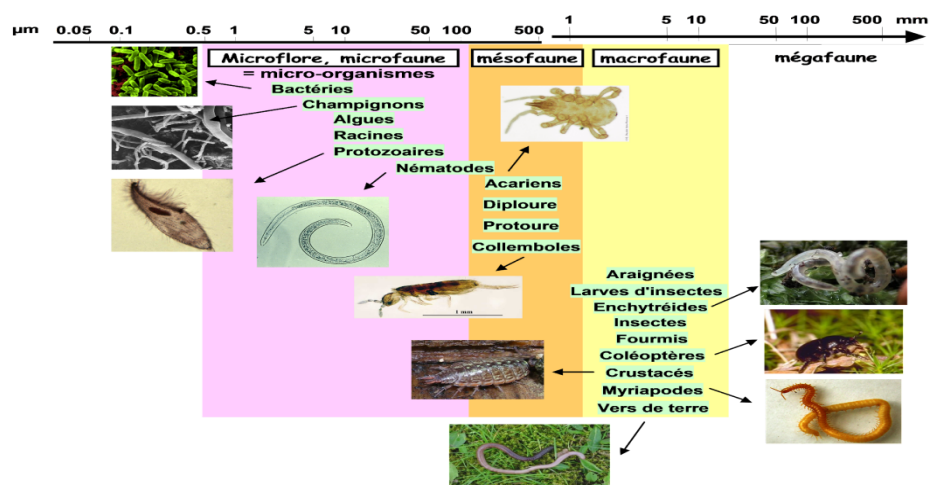 µm 0.05 0.1 0.5 1 5 10 50 100 500 1 5 10 50 100 500 mm
Microflore, microfaune
= micro-organismes
mésofaune
macrofaune
mégafaune
Bactéries
Champignons
Algues
Racines
Protozoaires
Nématodes
Acariens
Diploure
Protoure
Collemboles
1 mm
Araignées
Larves d'insectes
Enchytréides
Insectes
Fourmis
Coléoptères
Crustacés
Myriapodes
Vers de terre